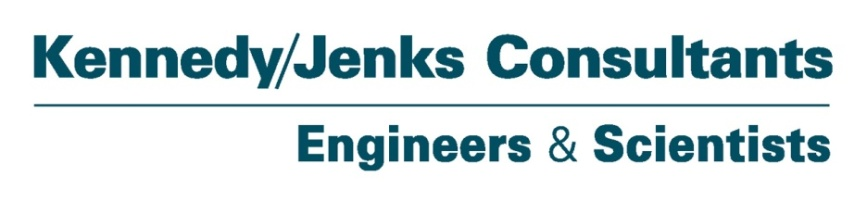 Kennedy/Jenks Consultants
Engineers & Scientists